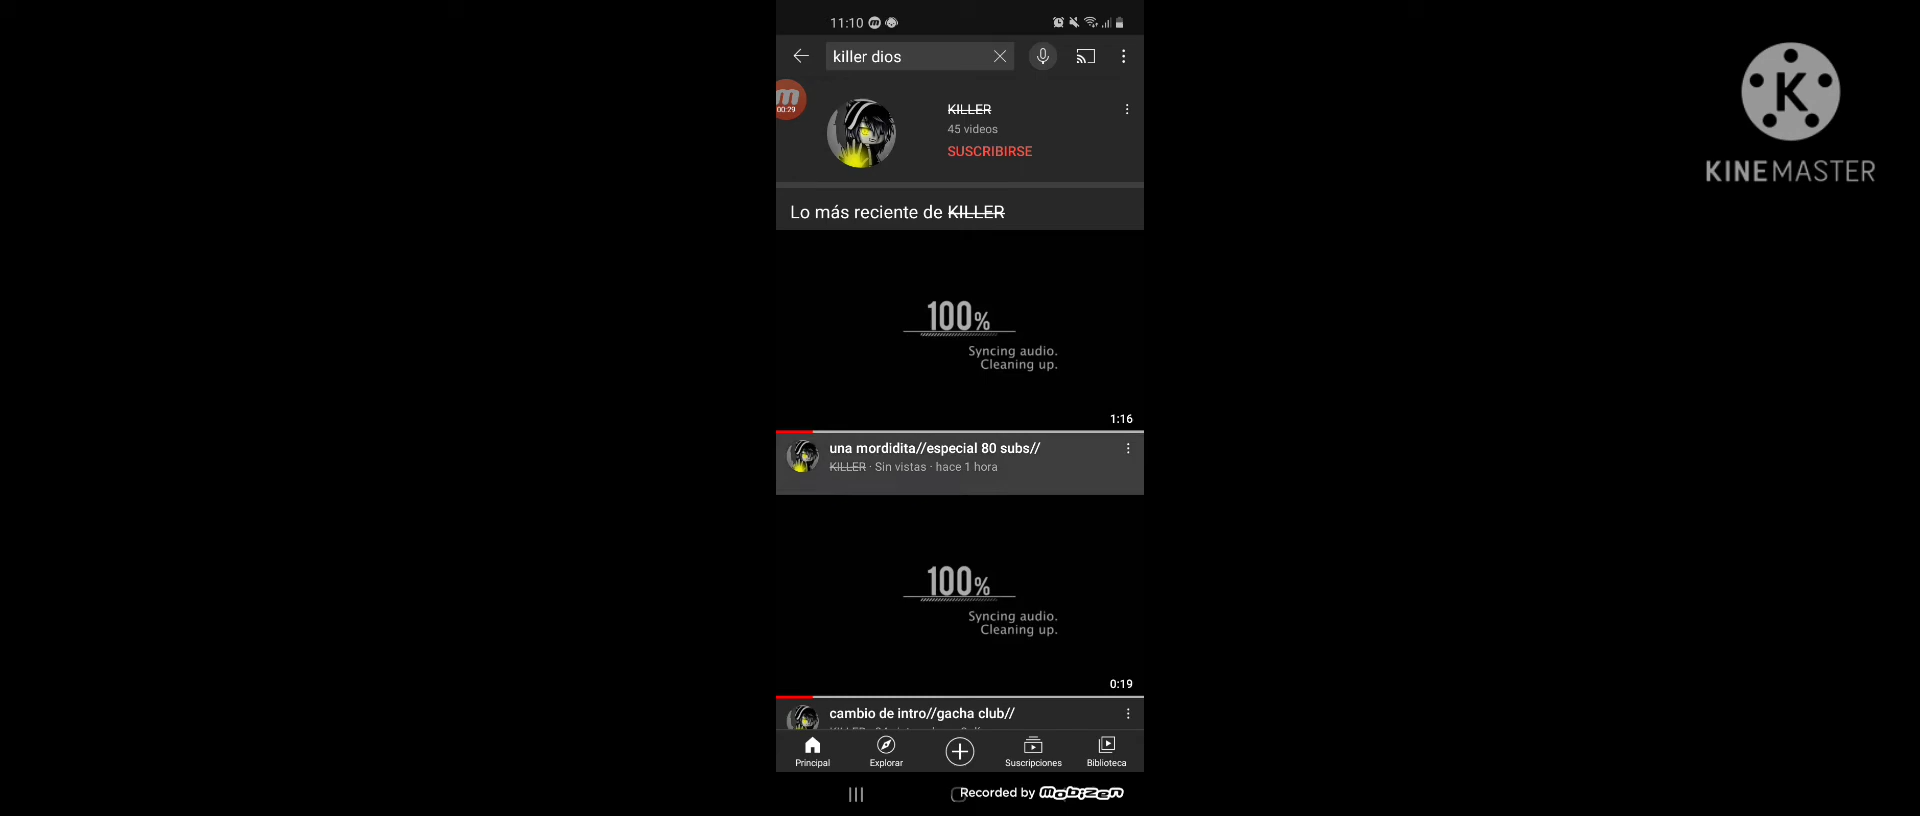 11:10
killer dios
00:29
KILLER
45 videos
SUSCRIBIRSE
Lo más reciente de KILLER
100%
Syncing audio.
Cleaning up.
1:16
una mordidita//especial 80 subs//
KILLER · Sin vistas · hace 1 hora
100%
Syncing audio.
Cleaning up.
0:19
cambio de intro//gacha club//
Principal
Explorar
Suscripciones
Biblioteca
Recorded by mobizen
K
KINEMASTER